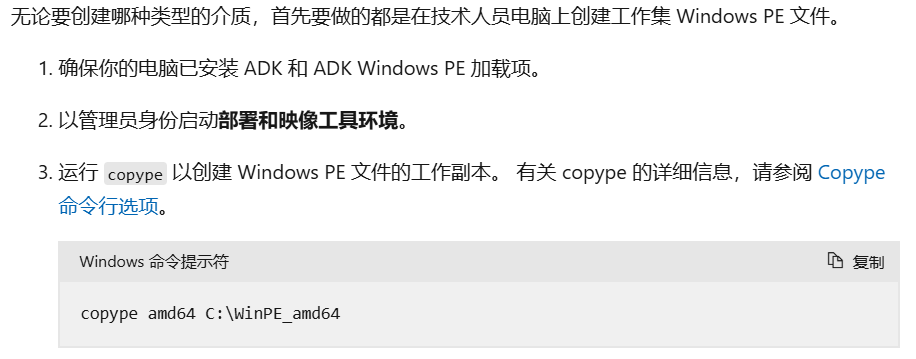 无论要创建哪种类型的介质，首先要做的都是在技术人员电脑上创建工作集 Windows PE 文件。
1. 确保你的电脑已安装 ADK 和 ADK Windows PE 加载项。
2. 以管理员身份启动部署和映像工具环境。
3. 运行 copype 以创建 Windows PE 文件的工作副本。 有关 copype 的详细信息，请参阅 Copype
命令行选项。
Windows 命令提示符 复制
copype amd64 C:\WinPE_amd64